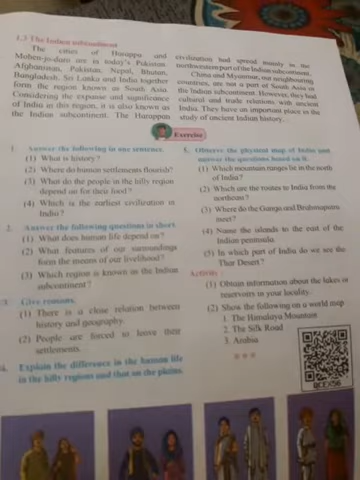 1.3 The Indian subcontinent
The cities of Harappa and
Mohen-jo-daro are in today's Pakistan.
Afghanistan, Pakistan, Nepal, Bhutan,
Bangladesh, Sri Lanka and India together
form the region known as South Asia.
Considering the expanse and significance
of India in this region, it is also known as
the Indian subcontinent. The Harappan
civilization had spread mainly in the
northwestern part of the Indian subcontinent.
China and Myanmar, our neighbouring
countries, are not a part of South Asia or
the Indian subcontinent. However, they had
cultural and trade relations with ancient
India. They have an important place in the
study of ancient Indian history.
Exercise
1. Answer the following in one sentence.
(1) What is history?
(2) Where do human settlements flourish?
(3) What do the people in the hilly region
depend on for their food?
(4) Which is the earliest civilization in
India?
2. Answer the following questions in short.
(1) What does human life depend on?
(2) What features of our surroundings
form the means of our livelihood?
(3) Which region is known as the Indian
subcontinent?
3. Give reasons.
(1) There is a close relation between
history and geography.
(2) People are forced to leave their
settlements.
4. Explain the difference in the human life
in the hilly regions and that on the plains.
5. Observe the physical map of India and
answer the questions based on it.
(1) Which mountain ranges lie in the north
of India?
(2) Which are the routes to India from the
northeast?
(3) Where do the Ganga and Brahmaputra
meet?
(4) Name the islands to the east of the
Indian peninsula.
(5) In which part of India do we see the
Thar Desert?
Activity
(1) Obtain information about the lakes or
reservoirs in your locality.
(2) Show the following on a world map
1. The Himalaya Mountain
2. The Silk Road
3. Arabia
* * *